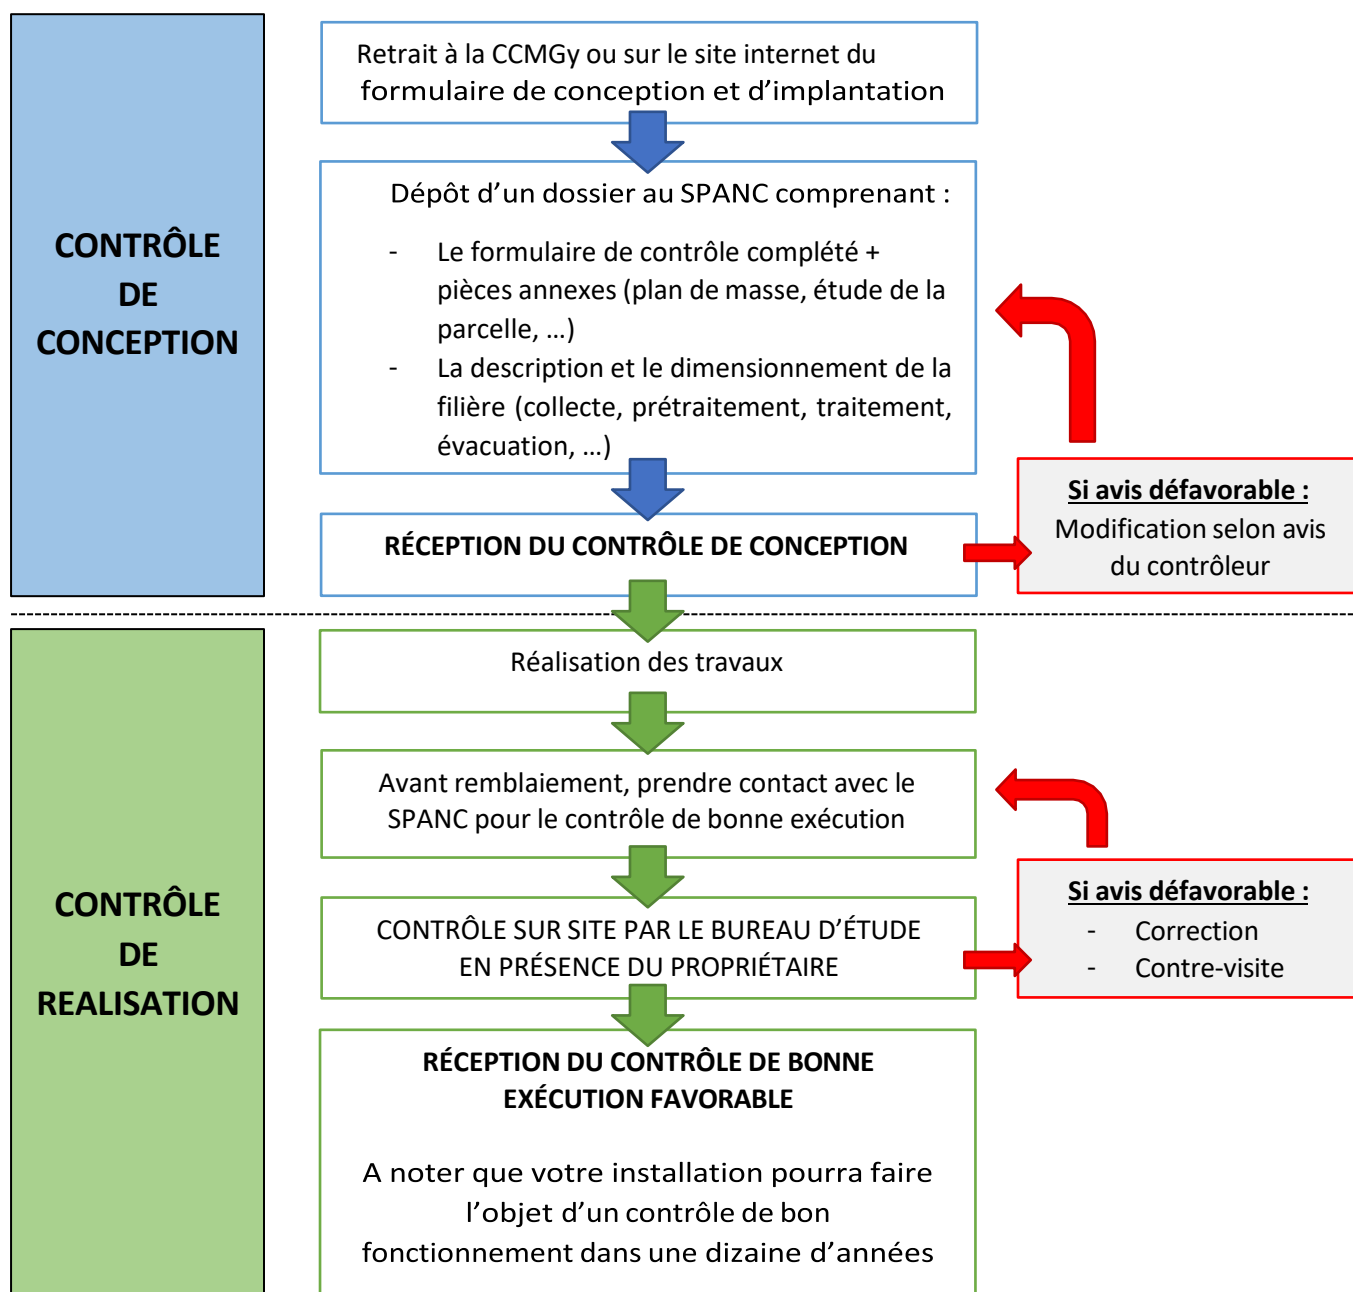 CONTRÔLE
DE
CONCEPTION
Retrait à la CCMGy ou sur le site internet du
formulaire de conception et d'implantation
Dépôt d'un dossier au SPANC comprenant :
- Le formulaire de contrôle complété +
pièces annexes (plan de masse, étude de la
parcelle, ...)
- La description et le dimensionnement de la
filière (collecte, prétraitement, traitement,
évacuation, ...)
RÉCEPTION DU CONTRÔLE DE CONCEPTION
Si avis défavorable :
Modification selon avis
du contrôleur
CONTRÔLE
DE
REALISATION
Réalisation des travaux
Avant remblaiement, prendre contact avec le
SPANC pour le contrôle de bonne exécution
CONTRÔLE SUR SITE PAR LE BUREAU D'ÉTUDE
EN PRÉSENCE DU PROPRIÉTAIRE
Si avis défavorable :
- Correction
- Contre-visite
RÉCEPTION DU CONTRÔLE DE BONNE
EXÉCUTION FAVORABLE
A noter que votre installation pourra faire
l'objet d'un contrôle de bon
fonctionnement dans une dizaine d'années